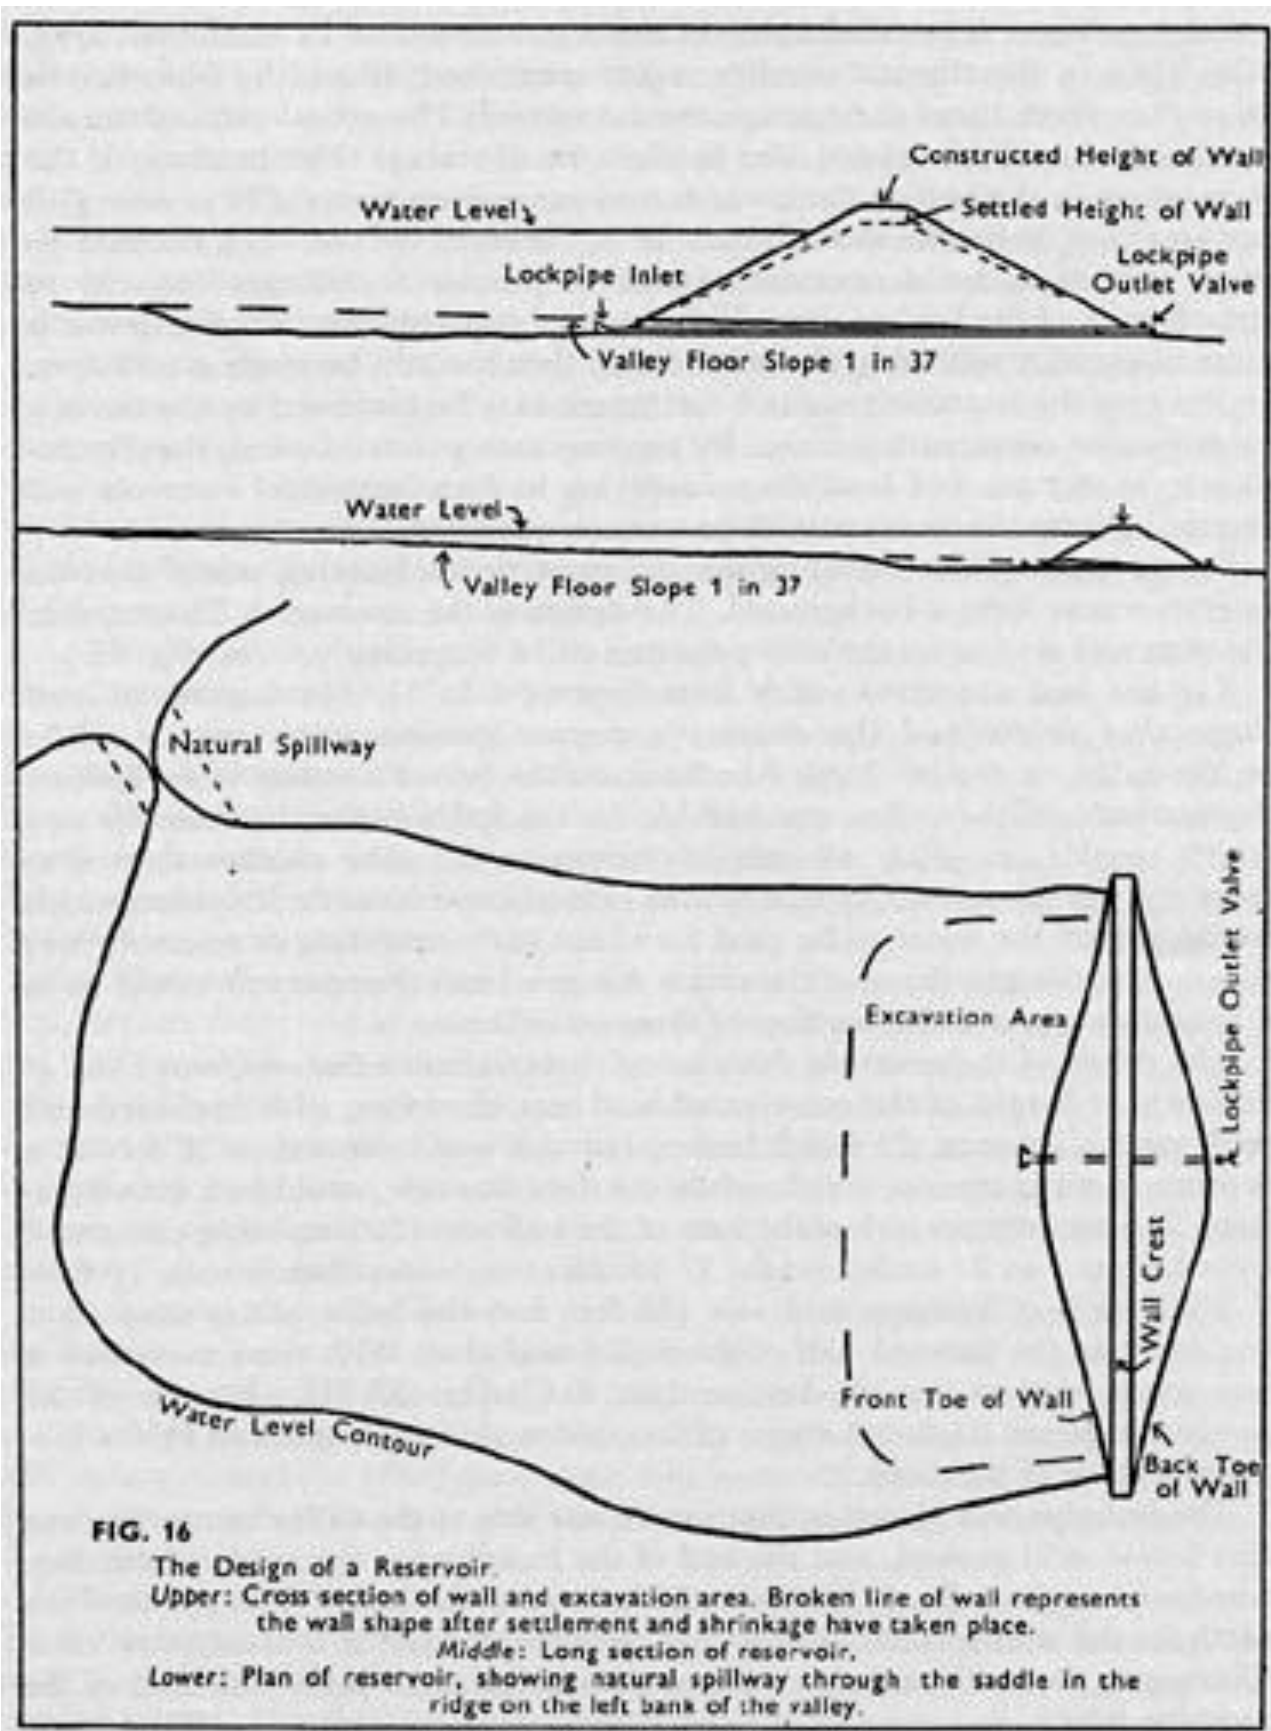 Constructed Height of Wall
Water Level
Settled Height of Wall
Lockpipe
Outlet Valve
Lockpipe Inlet
Valley Floor Slope 1 in 37
Water Level
Valley Floor Slope 1 in 37
Natural Spillway
Lockpipe Outlet Valve
Excavation Area
Wall Crest
Front Toe of Wall
Water Level Contour
Back Toe
of Wall
FIG. 16
The Design of a Reservoir.
Upper: Cross section of wall and excavation area. Broken line of wall represents
the wall shape after settlement and shrinkage have taken place.
Middle: Long section of reservoir.
Lower: Plan of reservoir, showing natural spillway through the saddle in the
ridge on the left bank of the valley.